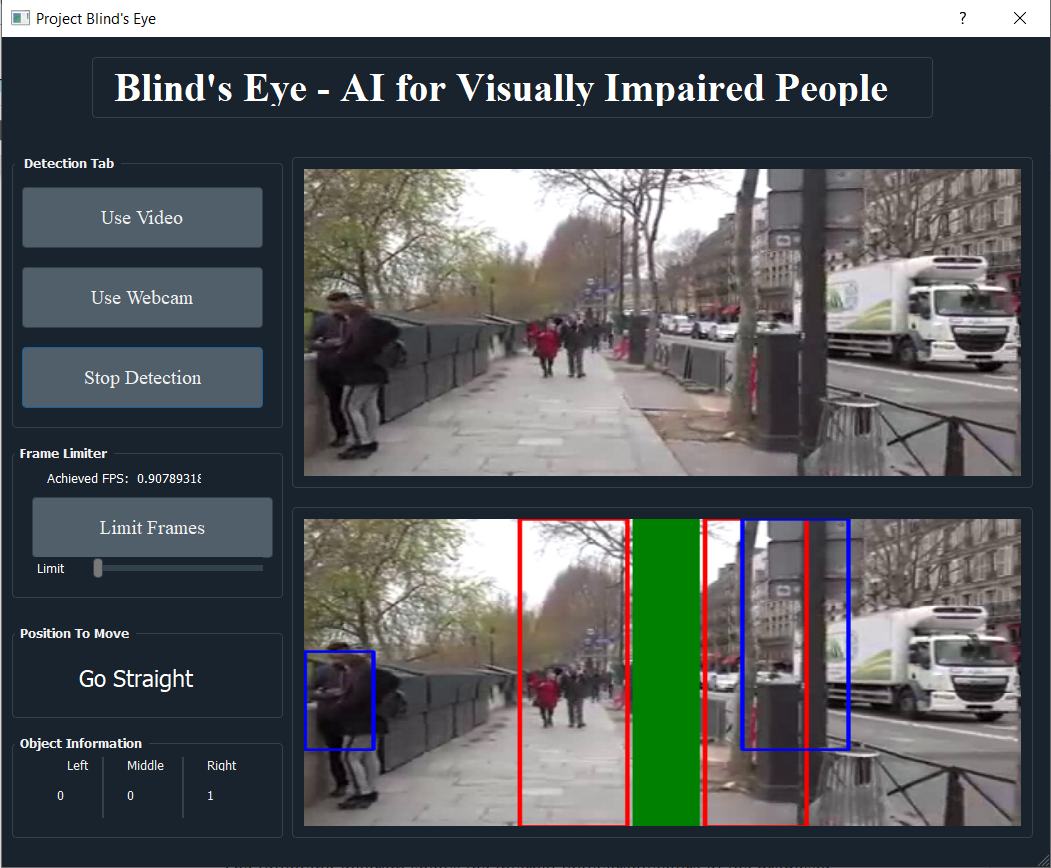 Project Blind's Eye
?
Blind's Eye - AI for Visually Impaired People
Detection Tab
Use Video
Use Webcam
Stop Detection
Frame Limiter
Achieved FPS: 0.9078931
Limit Frames
Limit
Position To Move
Go Straight
Object Information
Left Middle Right
0 0 1